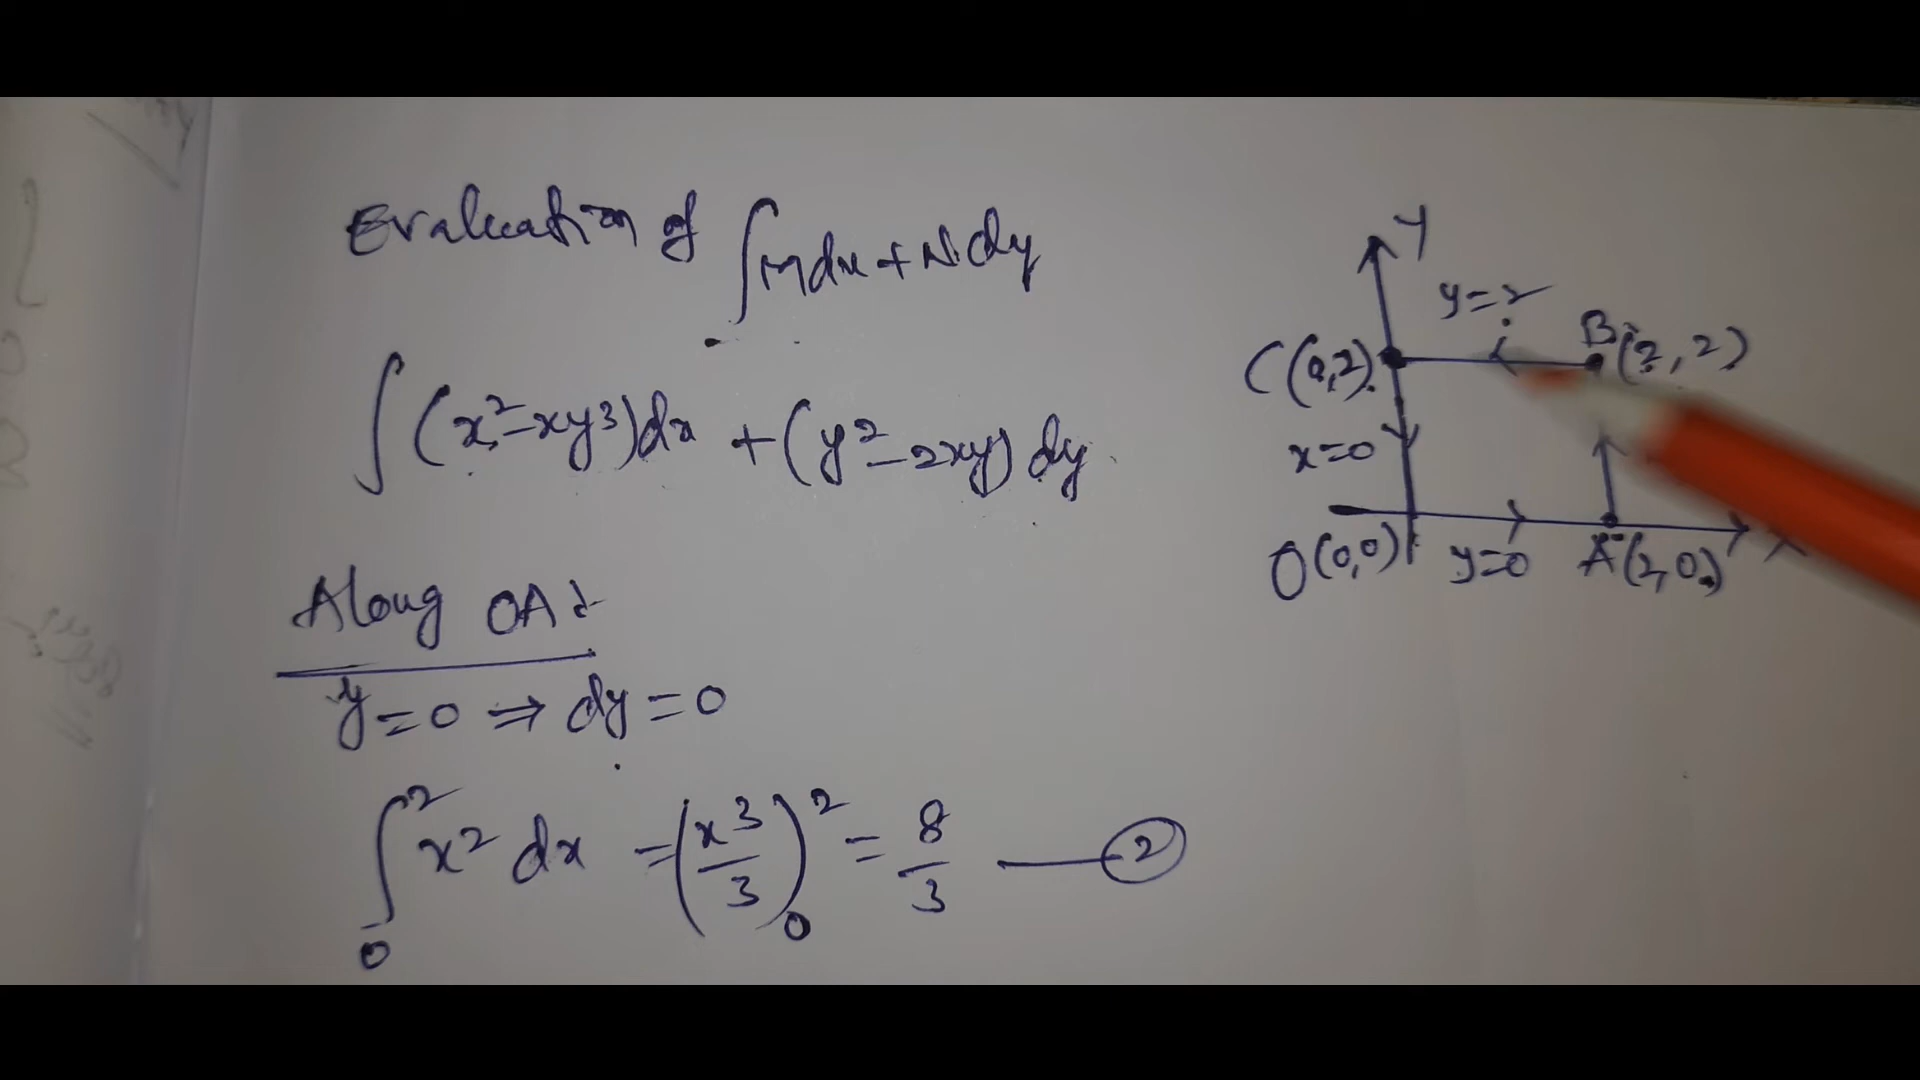 Evaluation of ∫Mdx+Ndy
∫(x²-xy³)dx + (y²-2xy)dy
Along OA:
y=0 ⇒ dy=0
∫₀² x² dx = (x³/3)₀² = 8/3 —— ②
Y
y=2
B(2,2)
C(0,2)
x=0
O(0,0)
y=0
A(2,0)
X